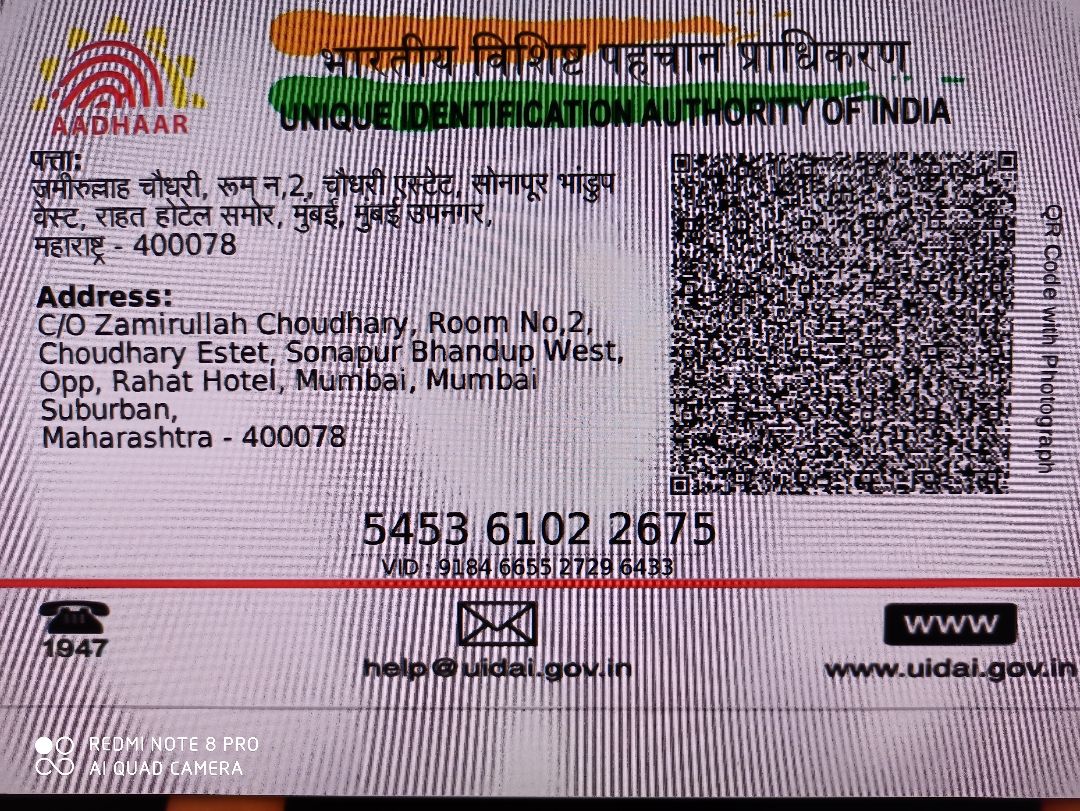 भारतीय विशिष्ट पहचान प्राधिकरण
UNIQUE IDENTIFICATION AUTHORITY OF INDIA
AADHAAR
पत्ता:
ज़मीरुल्लाह चौधरी, रूम न,2, चौधरी एस्टेट, सोनापूर भांडुप
वेस्ट, राहत होटेल समोर, मुंबई, मुंबई उपनगर,
महाराष्ट्र - 400078
Address:
C/O Zamirullah Choudhary, Room No,2,
Choudhary Estet, Sonapur Bhandup West,
Opp, Rahat Hotel, Mumbai, Mumbai
Suburban,
Maharashtra - 400078
QR Code with Photograph
5453 6102 2675
VID : 9184 6655 2729 6433
1947
help@uidai.gov.in
www
www.uidai.gov.in
REDMI NOTE 8 PRO
AI QUAD CAMERA